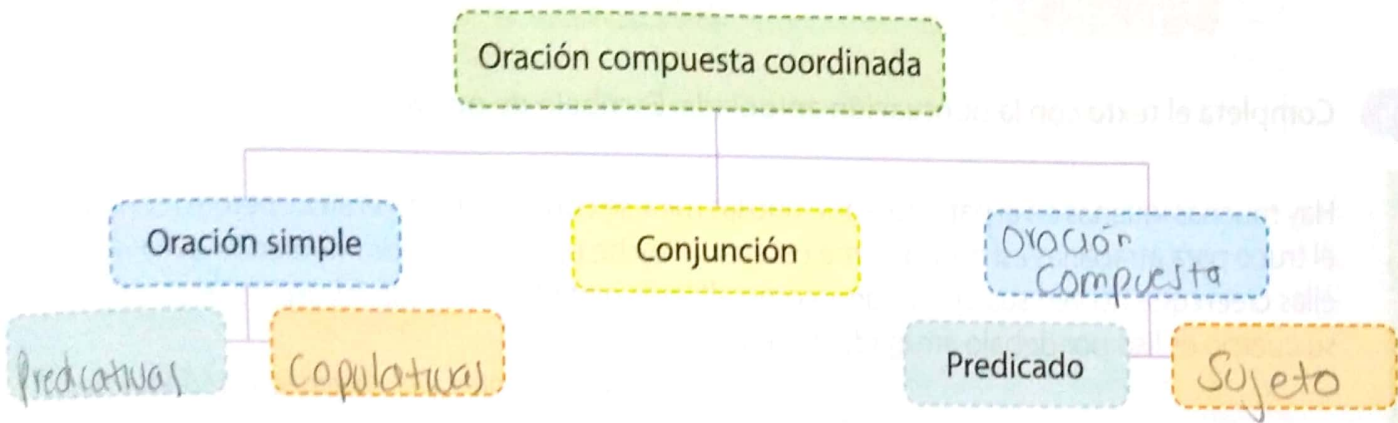 Oración compuesta coordinada
Oración simple
Conjunción
Oración
Compuesta
Predicativas
Copulativas
Predicado
Sujeto
Completa el texto con la